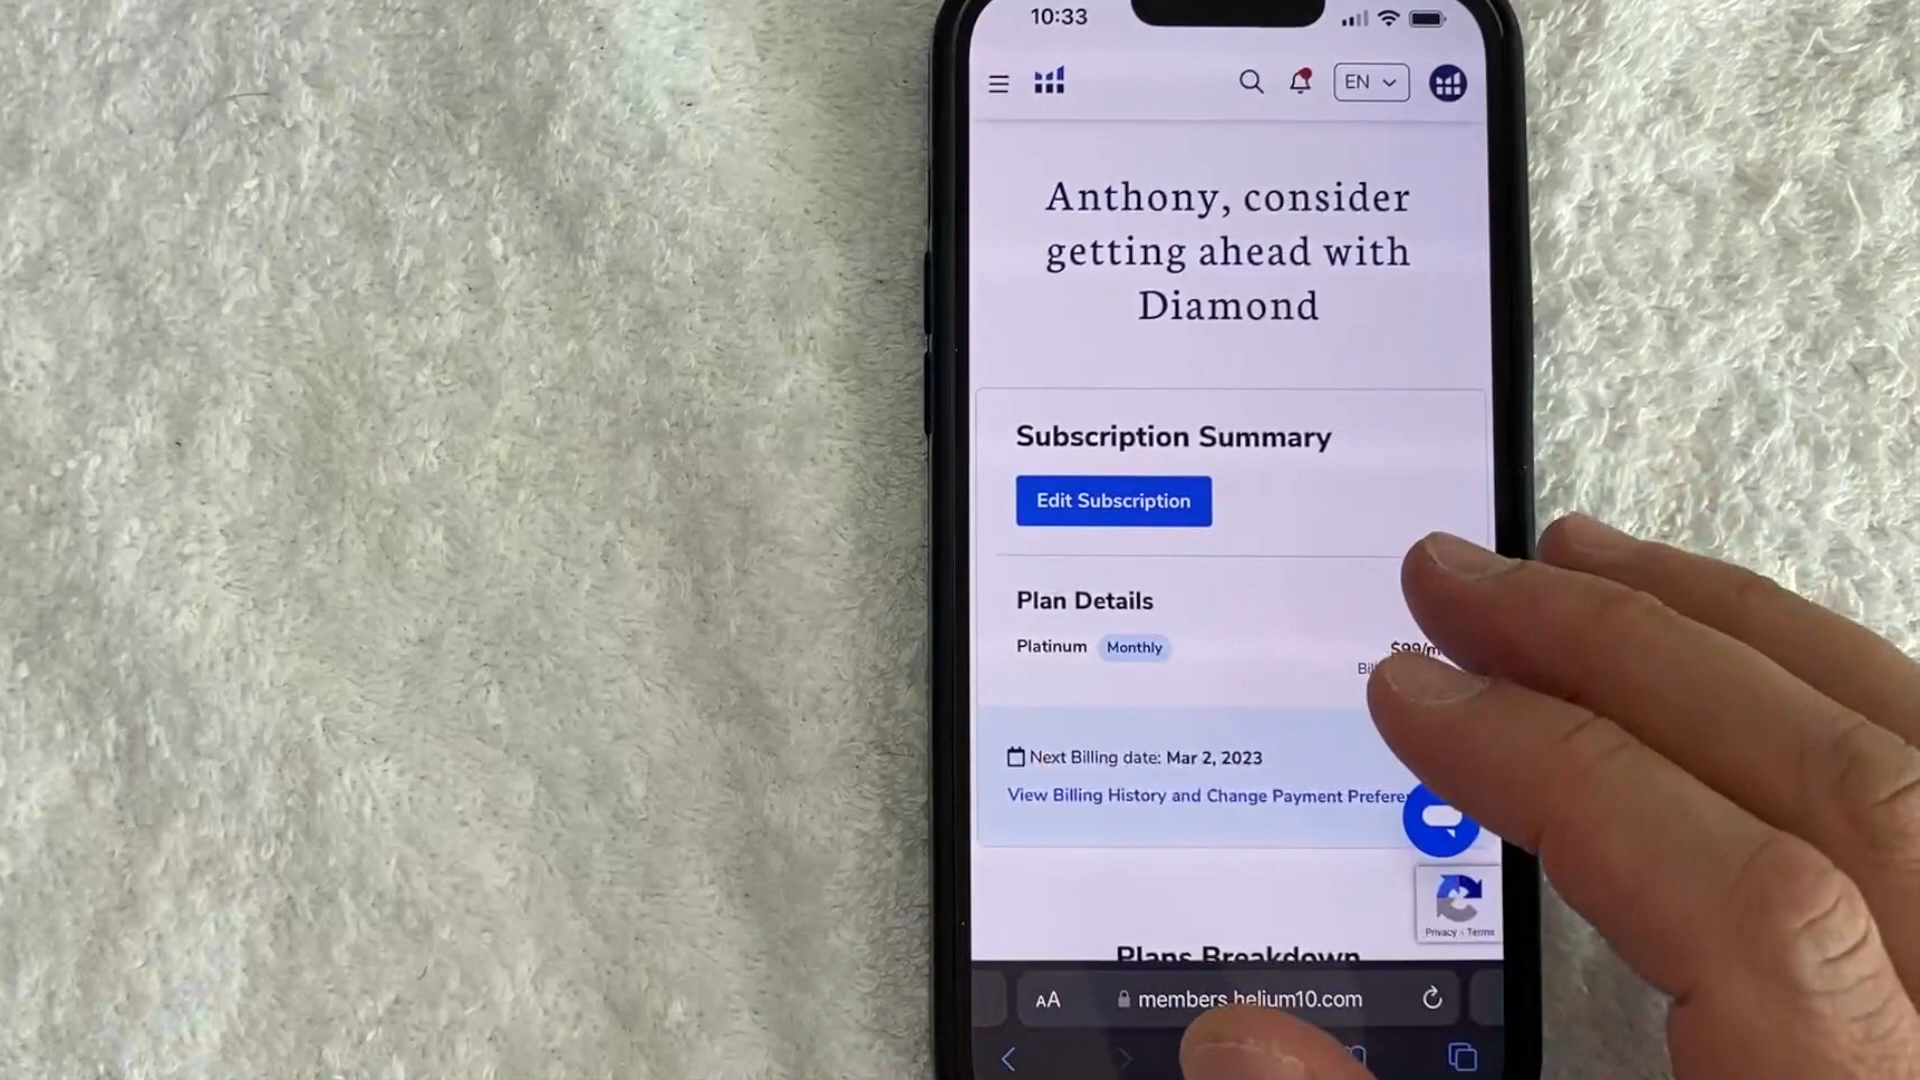 10:33
EN
Anthony, consider
getting ahead with
Diamond
Subscription Summary
Edit Subscription
Plan Details
Platinum Monthly
$99/m
Next Billing date: Mar 2, 2023
View Billing History and Change Payment
Privacy - Terms
Plans Breakdown
AA members.helium10.com